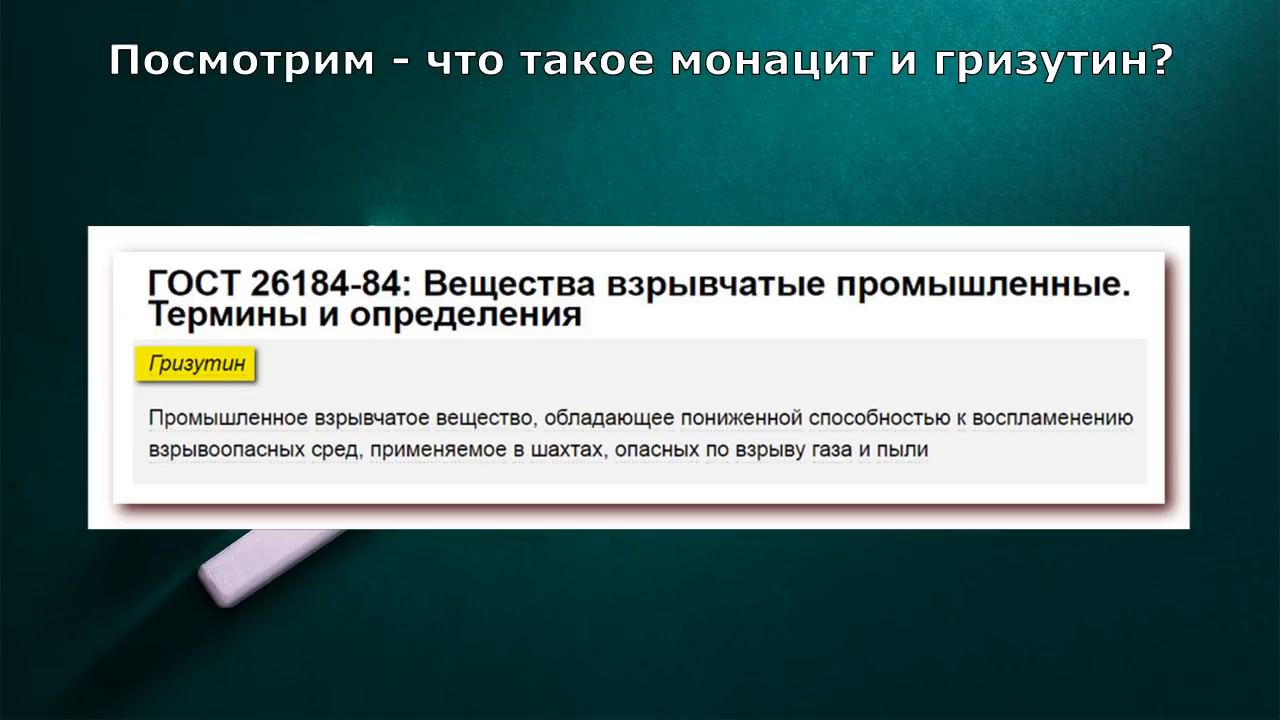 Посмотрим - что такое монацит и гризутин?
ГОСТ 26184-84: Вещества взрывчатые промышленные.
Термины и определения
Гризутин
Промышленное взрывчатое вещество, обладающее пониженной способностью к воспламенению
взрывоопасных сред, применяемое в шахтах, опасных по взрыву газа и пыли